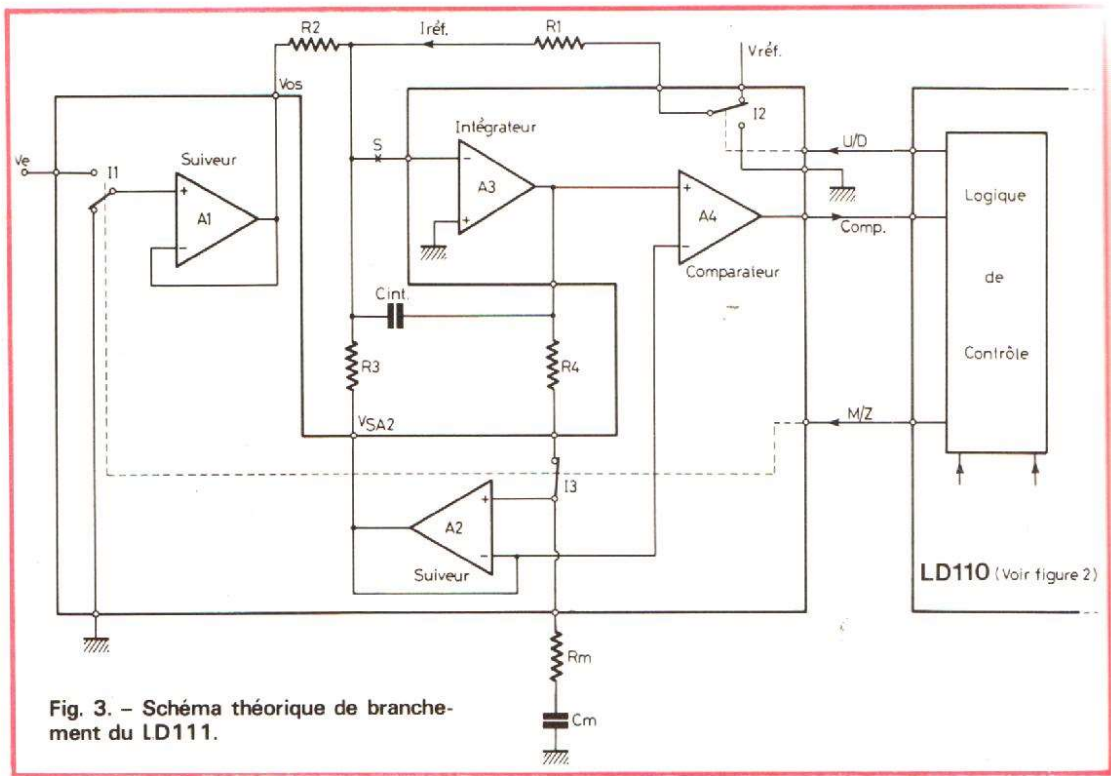 R2
Iréf.
R1
Vréf.
Vos
I2
Intégrateur
U/D
Ve
I1
Suiveur
S
-
A3
+
+
A1
-
+
A4
-
Comp.
Logique
de
Contrôle
Comparateur
Cint.
R3
R4
VSA2
M/Z
I3
+
A2
-
Suiveur
LD110 (Voir figure 2)
Rm
Cm
Fig. 3. – Schéma théorique de branche-
ment du LD111.